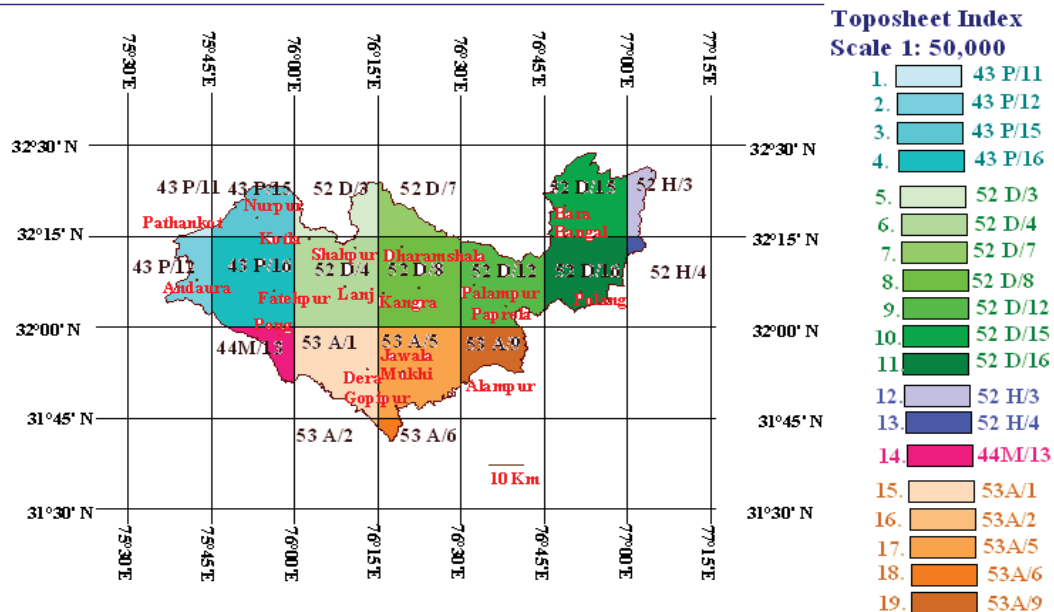 Toposheet Index
Scale 1: 50,000
1. 43 P/11
2. 43 P/12
3. 43 P/15
4. 43 P/16
5. 52 D/3
6. 52 D/4
7. 52 D/7
8. 52 D/8
9. 52 D/12
10. 52 D/15
11. 52 D/16
12. 52 H/3
13. 52 H/4
14. 44M/13
15. 53A/1
16. 53A/2
17. 53A/5
18. 53A/6
19. 53A/9
75°30'E 75°45'E 76°00'E 76°15'E 76°30'E 76°45'E 77°00'E 77°15'E
32°30' N 32°30' N
43 P/11 43 P/15 52 D/3 52 D/7 52 D/15 52 H/3
Nurpur
Pathankot
Bara
Bangal
32°15' N Kotla 32°15' N
Shahpur Dharamshala
43 P/12 43 P/16 52 D/4 52 D/8 52 D/12 52 D/16 52 H/4
Andaura Fatehpur Lanj Kangra Palampur Polang
Paprola
32°00' N Pong 32°00' N
44M/13 53 A/1 53 A/5 53 A/9
Jawala
Mukhi
Dera
Gopipur
Alampur
31°45' N 31°45' N
53 A/2 53 A/6
10 Km
31°30' N 31°30' N
75°30'E 75°45'E 76°00'E 76°15'E 76°30'E 76°45'E 77°00'E 77°15'E